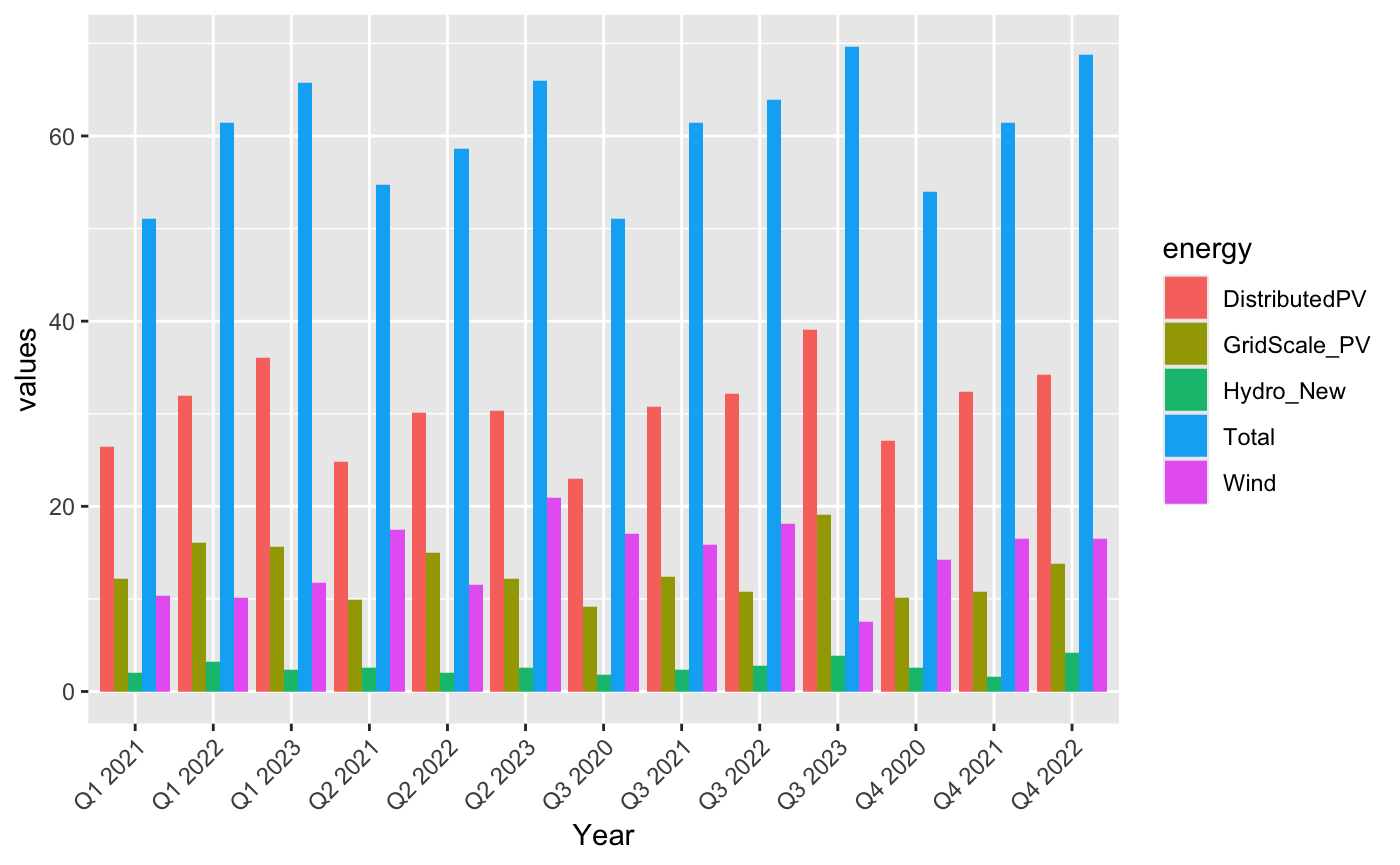 values
60
40
20
0
Q1 2021
Q1 2022
Q1 2023
Q2 2021
Q2 2022
Q2 2023
Q3 2020
Q3 2021
Q3 2022
Q3 2023
Q4 2020
Q4 2021
Q4 2022
Year
energy
DistributedPV
GridScale_PV
Hydro_New
Total
Wind